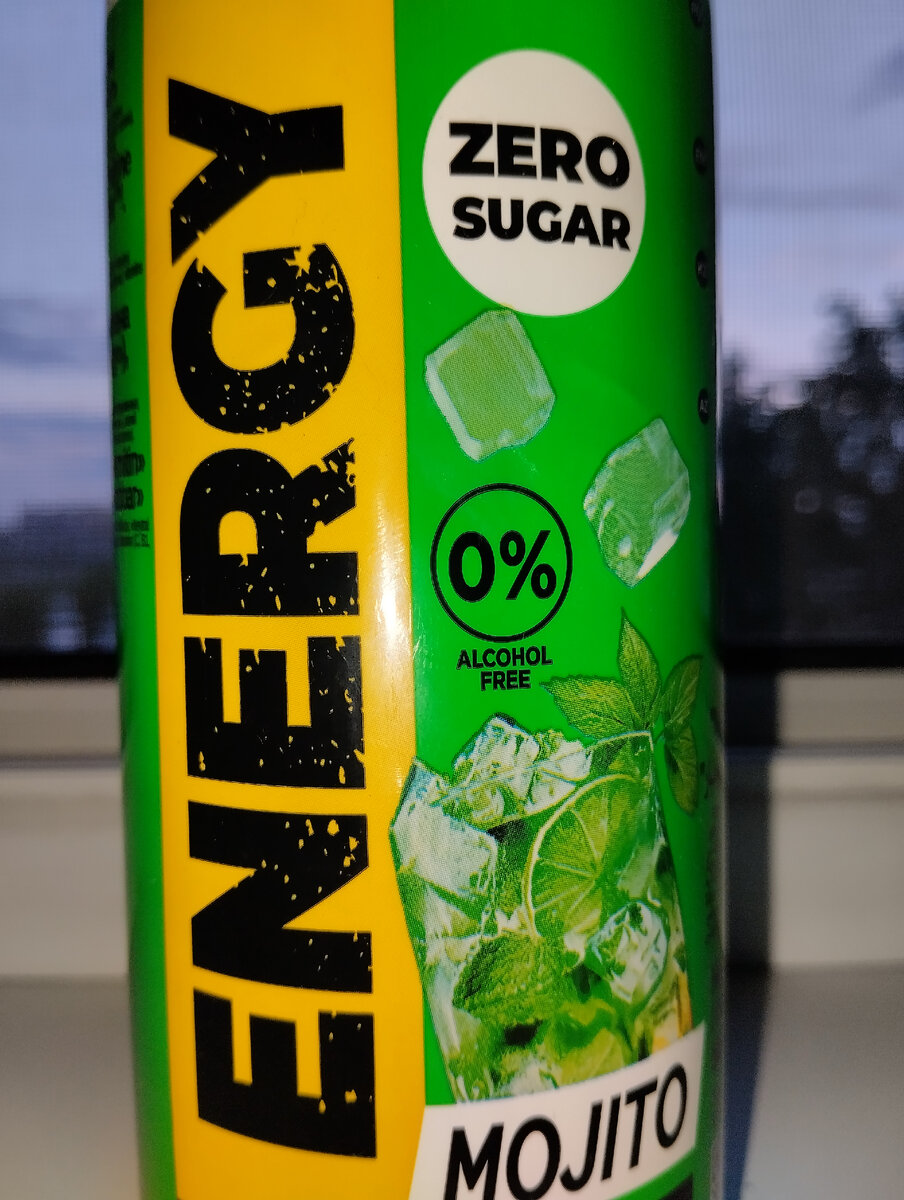 ENERGY
ZERO
SUGAR
0%
ALCOHOL
FREE
MOJITO